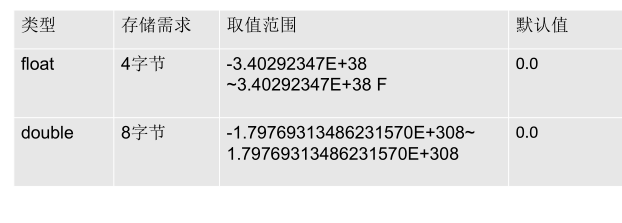 类型 存储需求 取值范围 默认值
float 4字节 -3.40292347E+38 0.0
~3.40292347E+38 F
double 8字节 -1.79769313486231570E+308~ 0.0
1.79769313486231570E+308